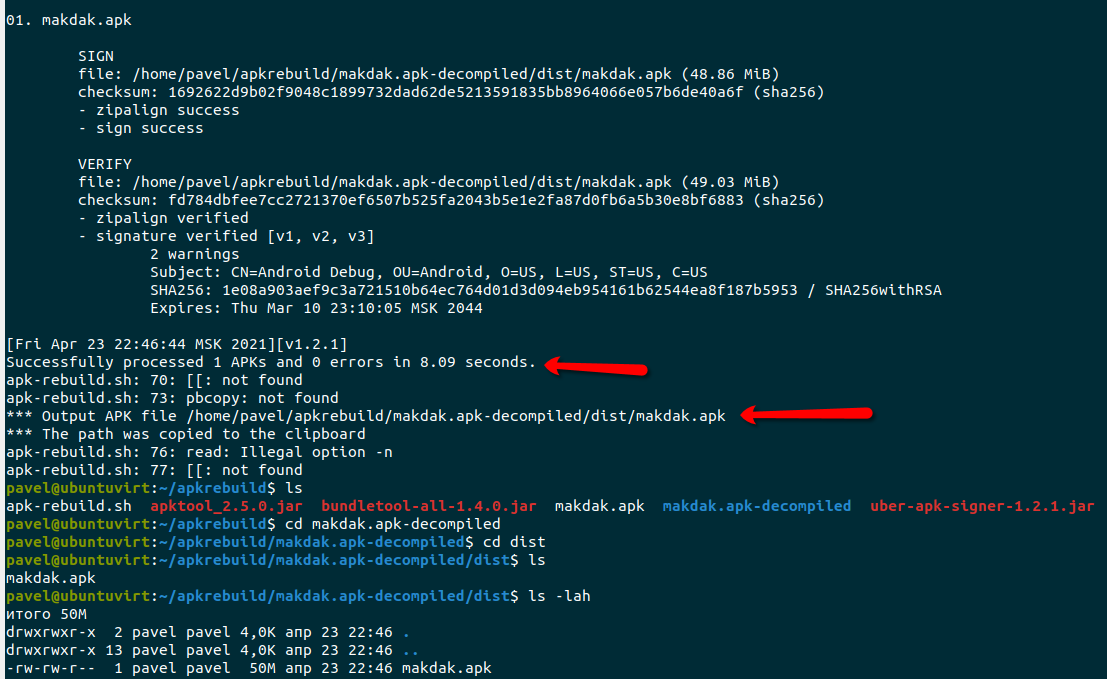 01. makdak.apk
SIGN
file: /home/pavel/apkrebuild/makdak.apk-decompiled/dist/makdak.apk (48.86 MiB)
checksum: 1692622d9b02f9048c1899732dad62de5213591835bb8964066e057b6de40a6f (sha256)
- zipalign success
- sign success
VERIFY
file: /home/pavel/apkrebuild/makdak.apk-decompiled/dist/makdak.apk (49.03 MiB)
checksum: fd784dbfee7cc2721370ef6507b525fa2043b5e1e2fa87d0fb6a5b30e8bf6883 (sha256)
- zipalign verified
- signature verified [v1, v2, v3]
2 warnings
Subject: CN=Android Debug, OU=Android, O=US, L=US, ST=US, C=US
SHA256: 1e08a903aef9c3a721510b64ec764d01d3d094eb954161b62544ea8f187b5953 / SHA256withRSA
Expires: Thu Mar 10 23:10:05 MSK 2044
[Fri Apr 23 22:46:44 MSK 2021][v1.2.1]
Successfully processed 1 APKs and 0 errors in 8.09 seconds.
apk-rebuild.sh: 70: [[: not found
apk-rebuild.sh: 73: pbcopy: not found
*** Output APK file /home/pavel/apkrebuild/makdak.apk-decompiled/dist/makdak.apk
*** The path was copied to the clipboard
apk-rebuild.sh: 76: read: Illegal option -n
apk-rebuild.sh: 77: [[: not found
pavel@ubuntuvirt:~/apkrebuild$ ls
apk-rebuild.sh apktool_2.5.0.jar bundletool-all-1.4.0.jar makdak.apk makdak.apk-decompiled uber-apk-signer-1.2.1.jar
pavel@ubuntuvirt:~/apkrebuild$ cd makdak.apk-decompiled
pavel@ubuntuvirt:~/apkrebuild/makdak.apk-decompiled$ cd dist
pavel@ubuntuvirt:~/apkrebuild/makdak.apk-decompiled/dist$ ls
makdak.apk
pavel@ubuntuvirt:~/apkrebuild/makdak.apk-decompiled/dist$ ls -lah
итого 50M
drwxrwxr-x 2 pavel pavel 4,0K апр 23 22:46 .
drwxrwxr-x 13 pavel pavel 4,0K апр 23 22:46 ..
-rw-rw-r-- 1 pavel pavel 50M апр 23 22:46 makdak.apk